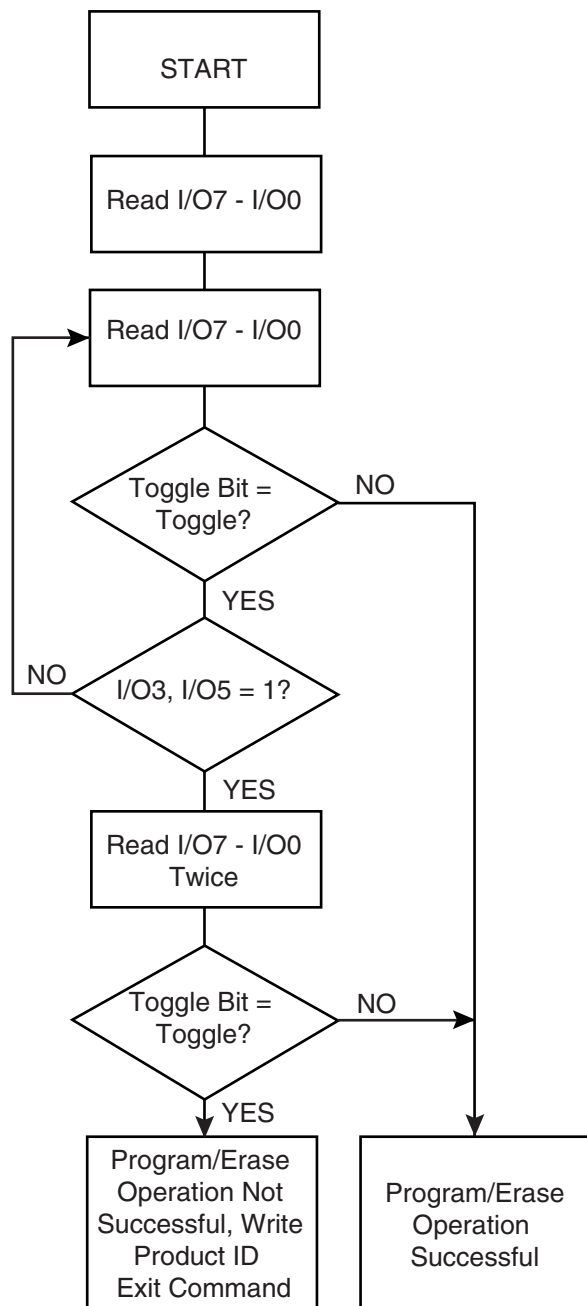 START
Read I/O7 - I/O0
Read I/O7 - I/O0
Toggle Bit =
Toggle?
NO
YES
NO
I/O3, I/O5 = 1?
YES
Read I/O7 - I/O0
Twice
Toggle Bit =
Toggle?
NO
YES
Program/Erase
Operation Not
Successful, Write
Product ID
Exit Command
Program/Erase
Operation
Successful